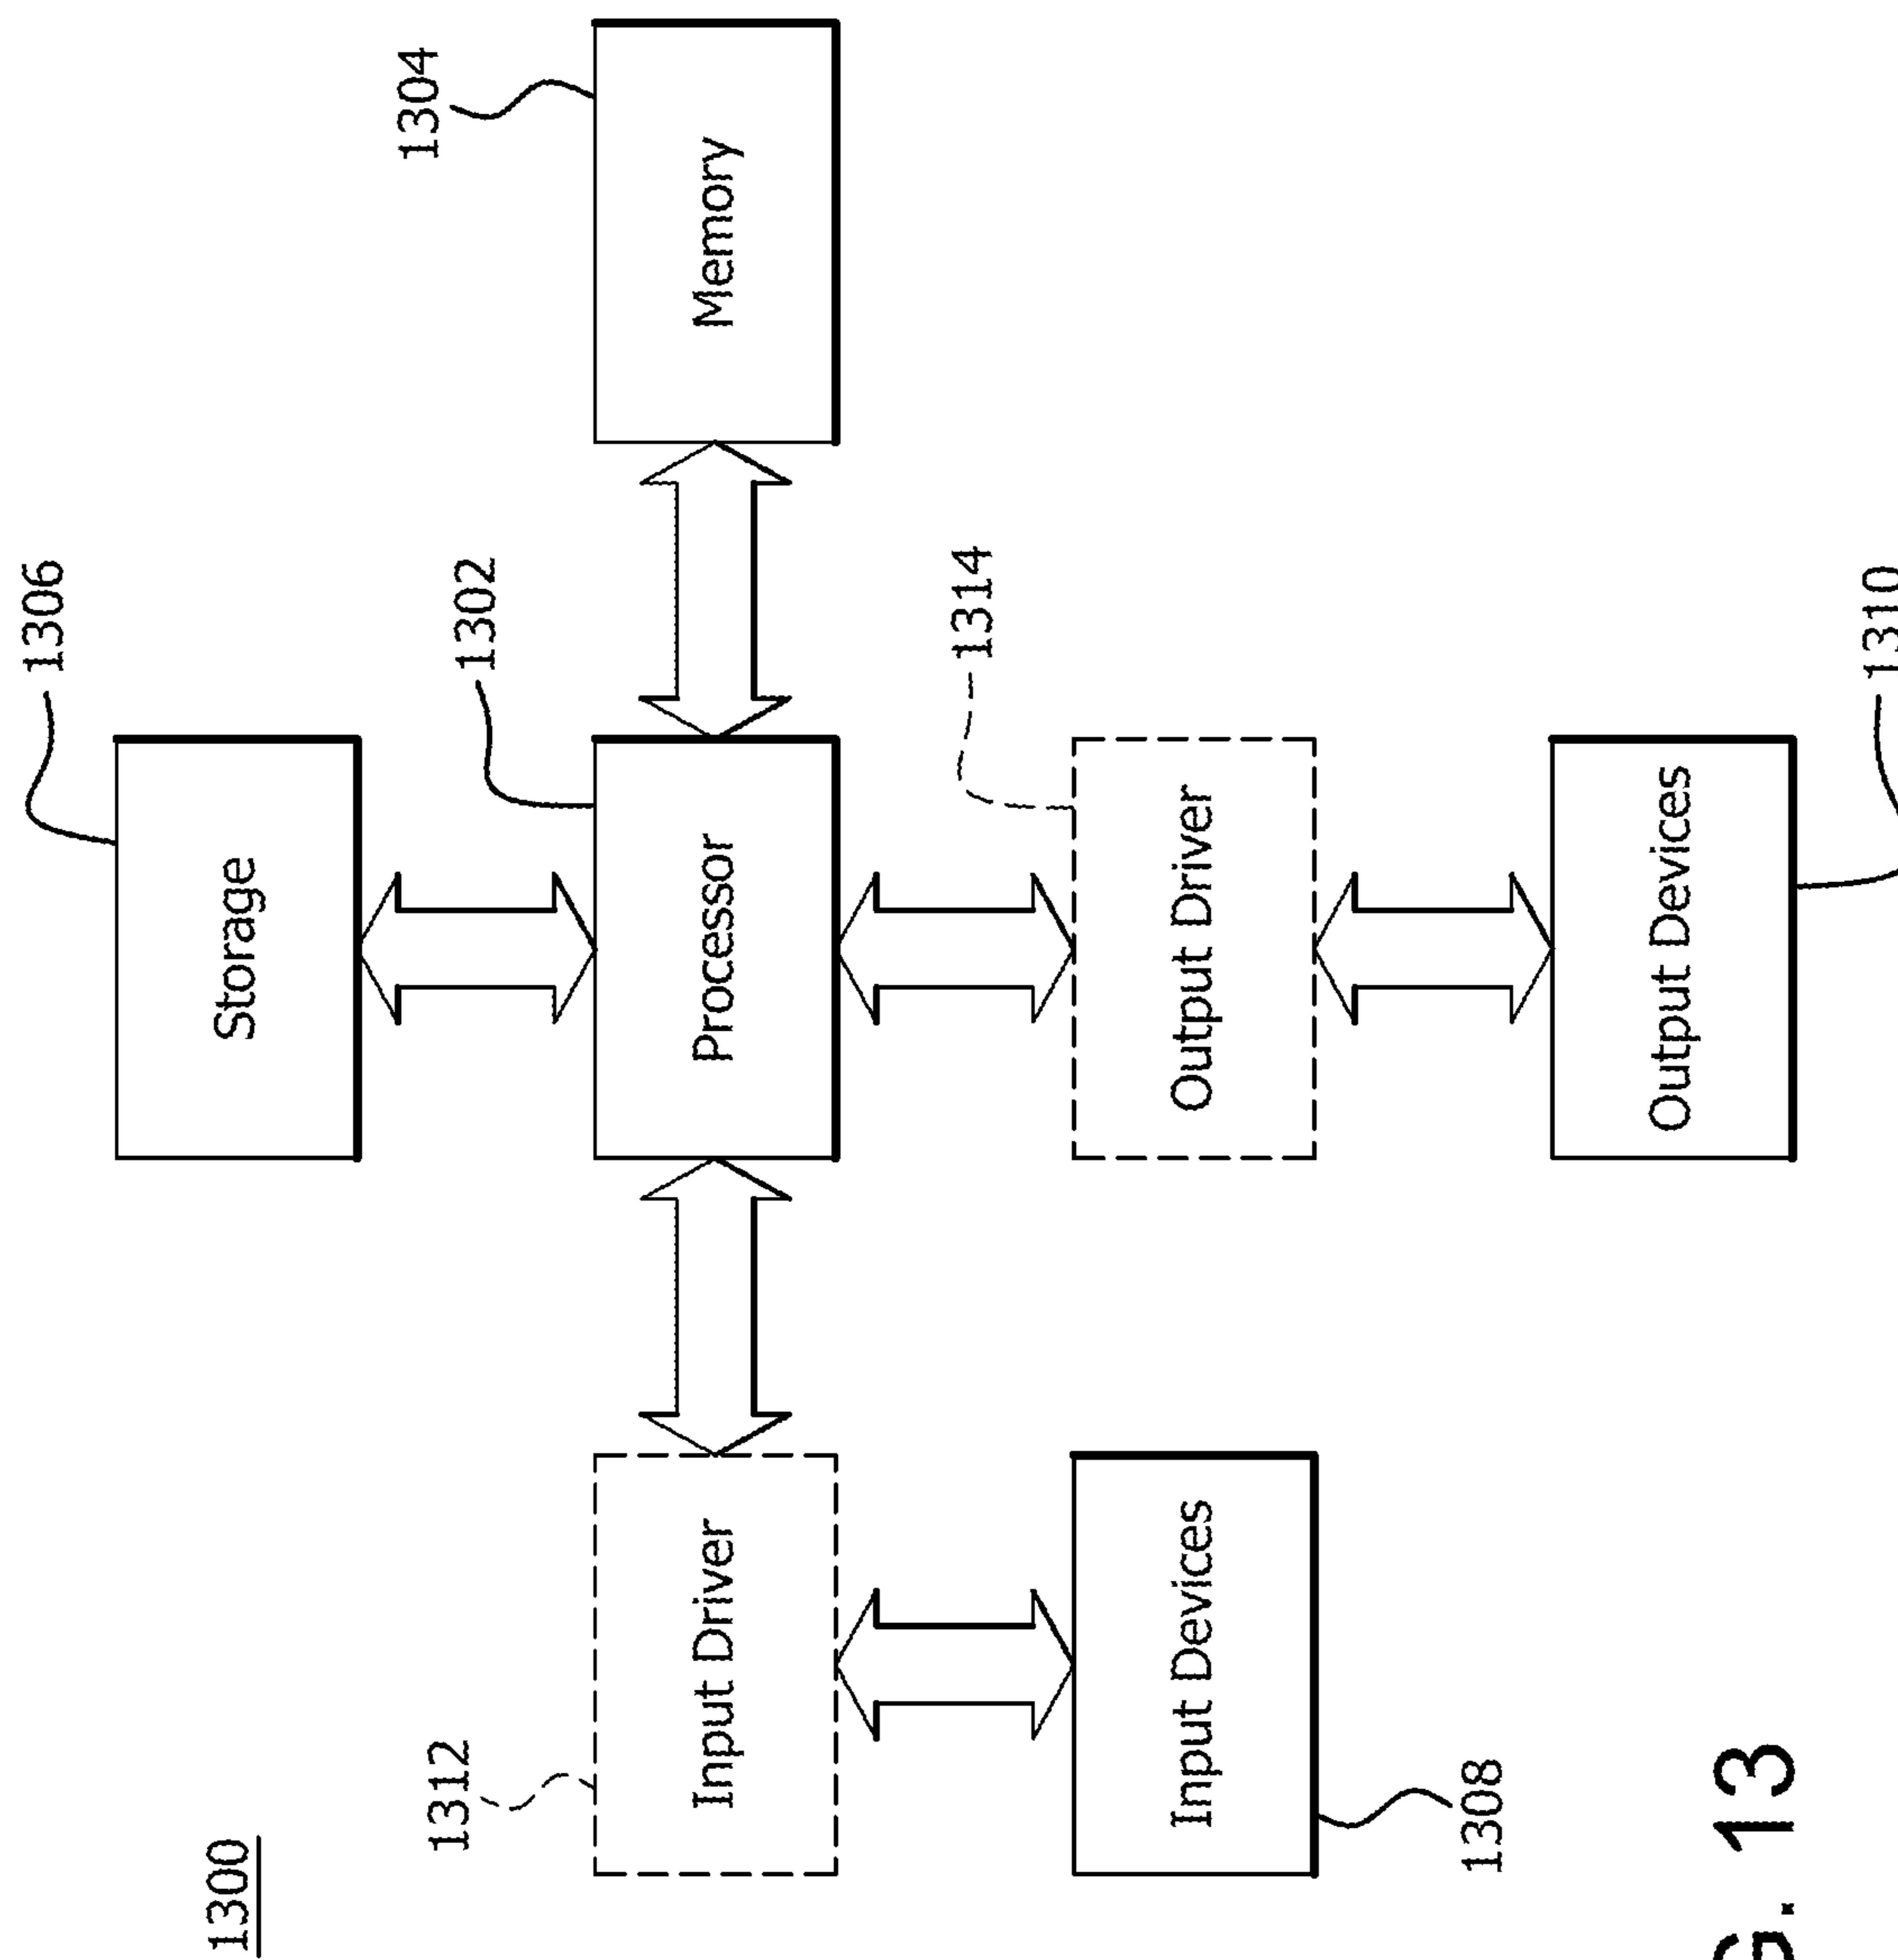 1300
1306
Storage
1302
1304
1312
Input Driver
Processor
Memory
1314
Input Devices
Output Driver
1308
Output Devices
1310
G. 13